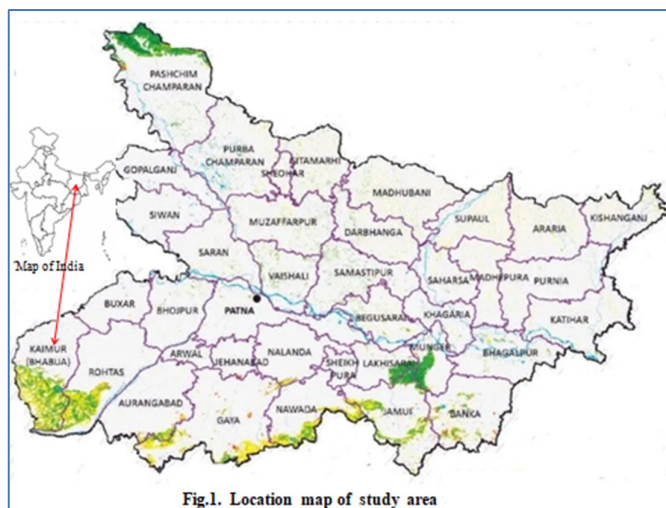 PASHCHIM
CHAMPARAN
PURBA
CHAMPARAN
SITAMARHI
SHEOHAR
GOPALGANJ
MADHUBANI
SIWAN
MUZAFFARPUR
DARBHANGA
SUPAUL
ARARIA
KISHANGANJ
Map of India
SARAN
VAISHALI
SAMASTIPUR
SAHARSA
MADHEPURA
PURNIA
BUXAR
BHOJPUR
PATNA
BEGUSARAI
KHAGARIA
KATIHAR
KAIMUR
(BHABUA)
ROHTAS
ARWAL
JEHANABAD
NALANDA
SHEIKH
PURA
LAKHISARAI
MUNGER
BHAGALPUR
AURANGABAD
GAYA
NAWADA
JAMUI
BANKA
Fig.1. Location map of study area